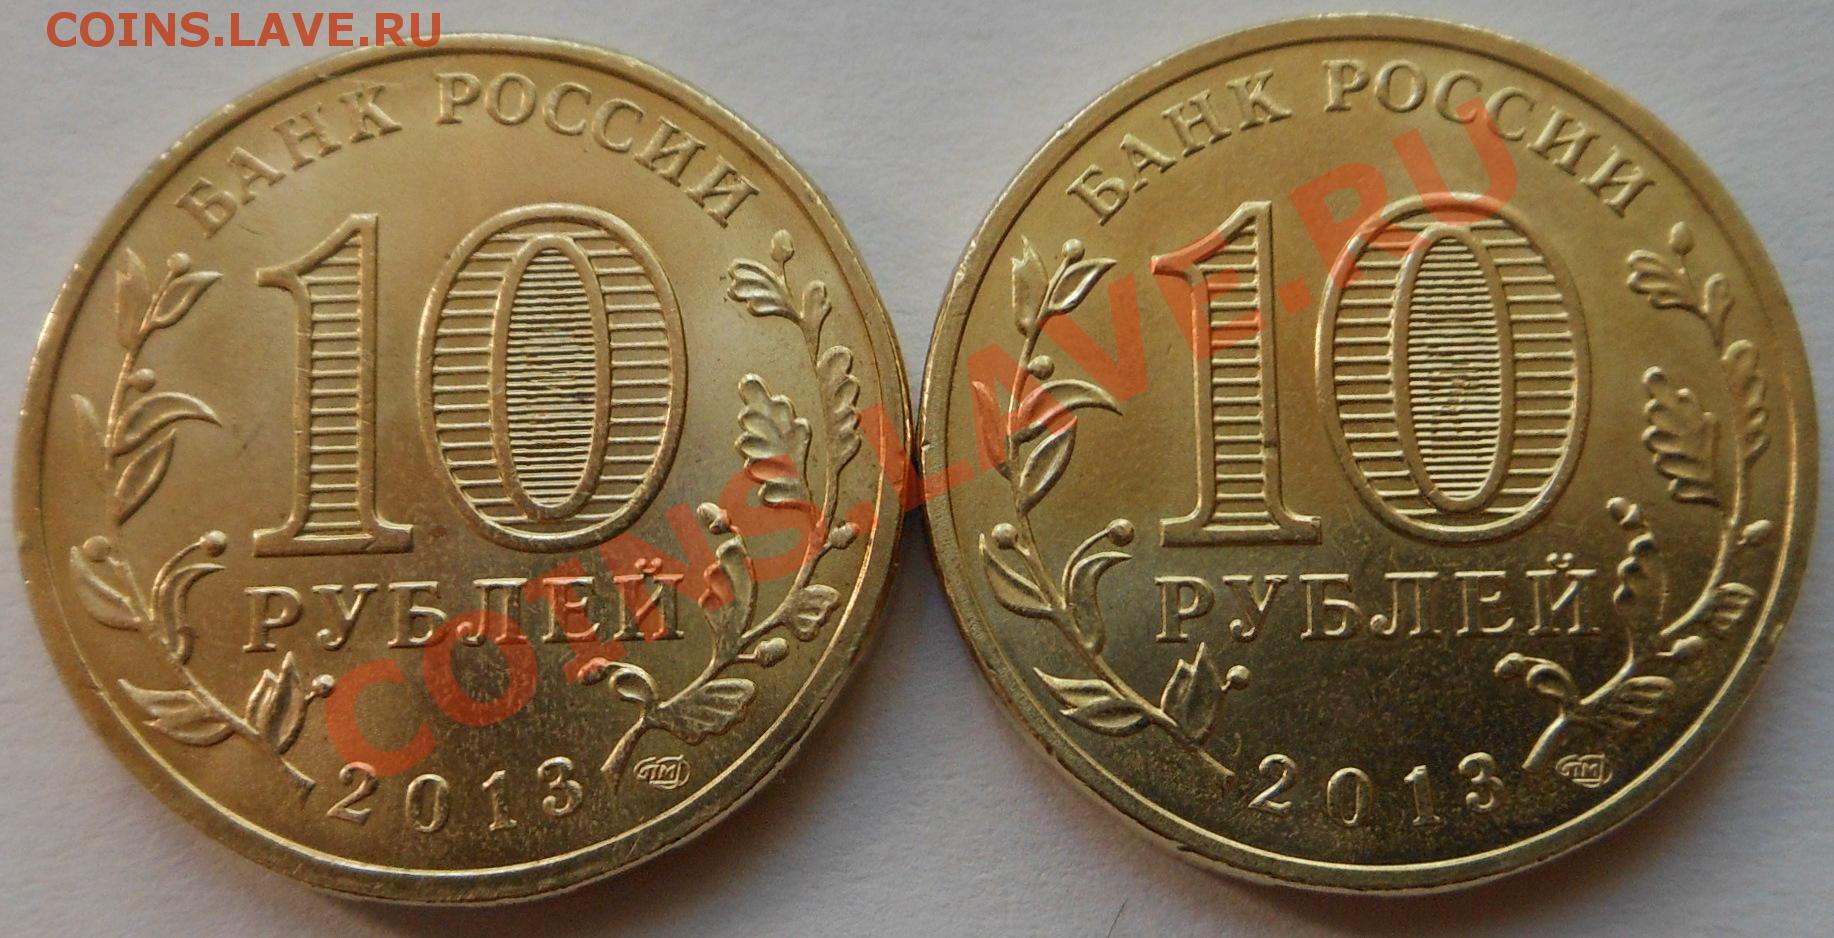 COINS.LAVE.RU
БАНК РОССИИ
10
РУБЛЕЙ
2013
БАНК РОССИИ
10
РУБЛЕЙ
2013
COINS.LAVE.RU